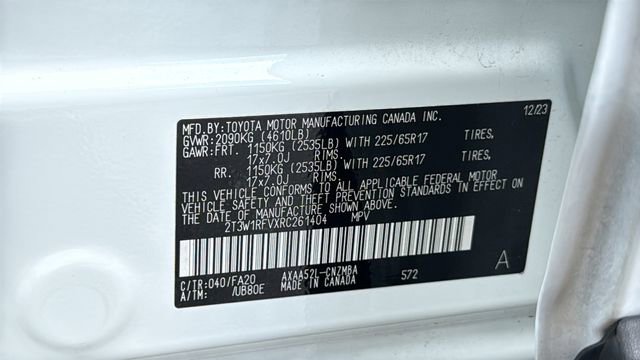 MFD.BY:TOYOTA MOTOR MANUFACTURING CANADA INC. 12/23
GVWR:2090KG (4610LB)
GAWR:FRT. 1150KG (2535LB) WITH 225/65R17 TIRES,
17x7.0J RIMS.
RR. 1150KG (2535LB) WITH 225/65R17 TIRES,
17x7.0J RIMS.
THIS VEHICLE CONFORMS TO ALL APPLICABLE FEDERAL MOTOR
VEHICLE SAFETY AND THEFT PREVENTION STANDARDS IN EFFECT ON
THE DATE OF MANUFACTURE SHOWN ABOVE.
2T3W1RFVXRC261404 MPV
C/TR:040/FA20 AXAA52L-CNZMBA 572 A
A/TM: /UB80E MADE IN CANADA